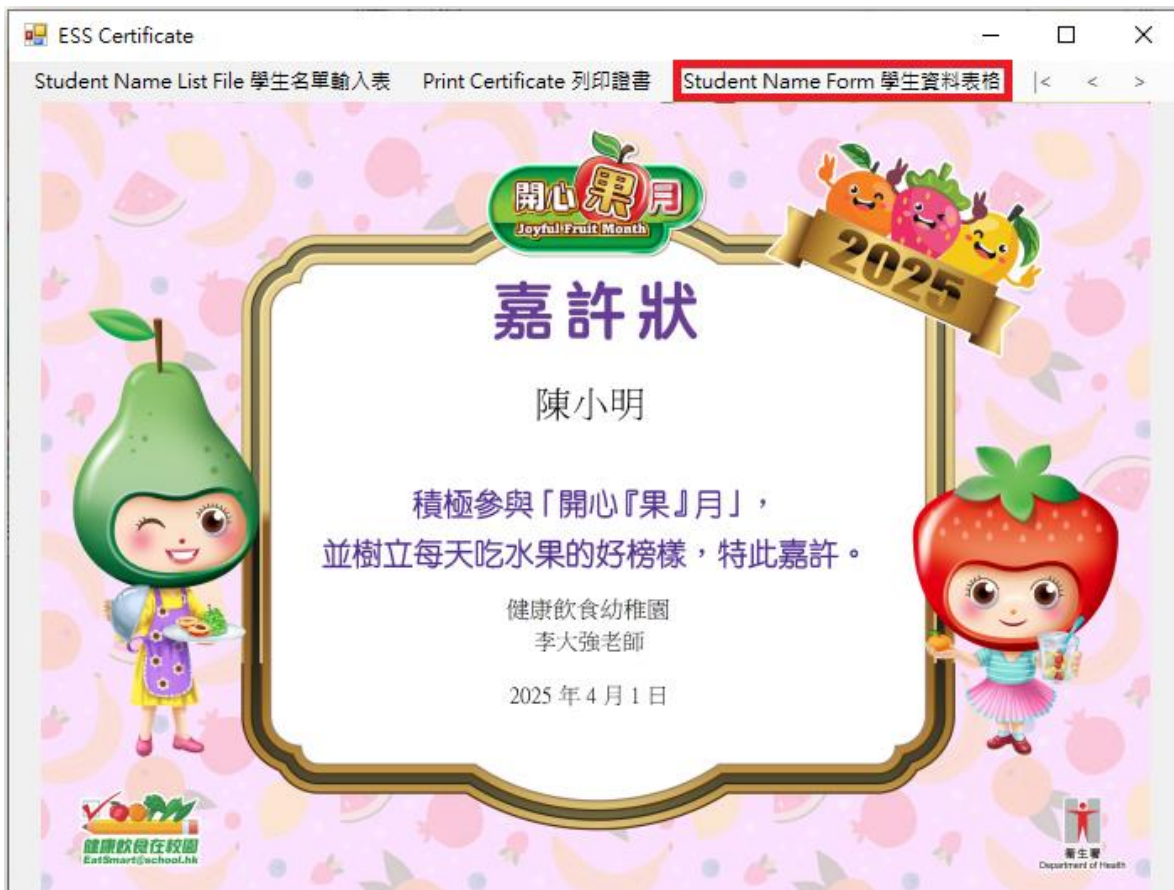 ESS Certificate
Student Name List File 學生名單輸入表 Print Certificate 列印證書 Student Name Form 學生資料表格 |< < >
開心果月
Joyful Fruit Month
2025
嘉許狀
陳小明
積極參與「開心『果』月」，
並樹立每天吃水果的好榜樣，特此嘉許。
健康飲食幼稚園
李大強老師
2025 年 4 月 1 日
健康飲食在校園
EatSmart@school.hk
衞生署
Department of Health